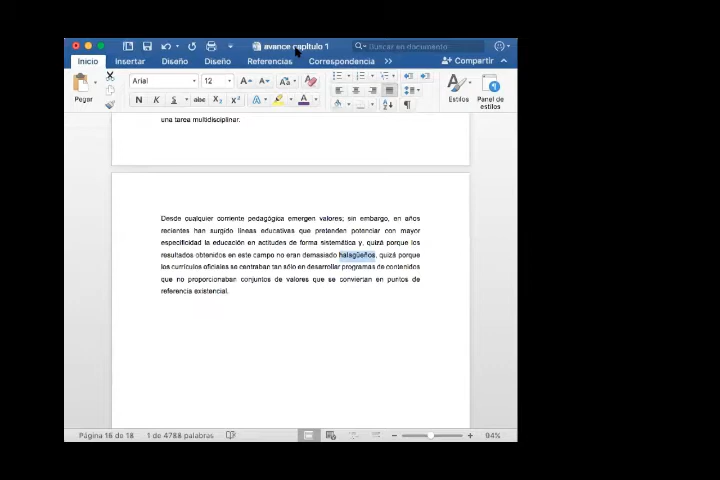 avance capítulo 1
Buscar en documento
Inicio Insertar Diseño Diseño Referencias Correspondencia >> Compartir
Pegar Arial 12 Estilos Panel de estilos
N K S abc X₂ X² A
una tarea multidisciplinar.
Desde cualquier corriente pedagógica emergen valores; sin embargo, en años
recientes han surgido líneas educativas que pretenden potenciar con mayor
especificidad la educación en actitudes de forma sistemática y, quizá porque los
resultados obtenidos en este campo no eran demasiado halagüeños, quizá porque
los currículos oficiales se centraban tan sólo en desarrollar programas de contenidos
que no proporcionaban conjuntos de valores que se conviertan en puntos de
referencia existencial.
Página 16 de 18 1 de 4788 palabras 94%